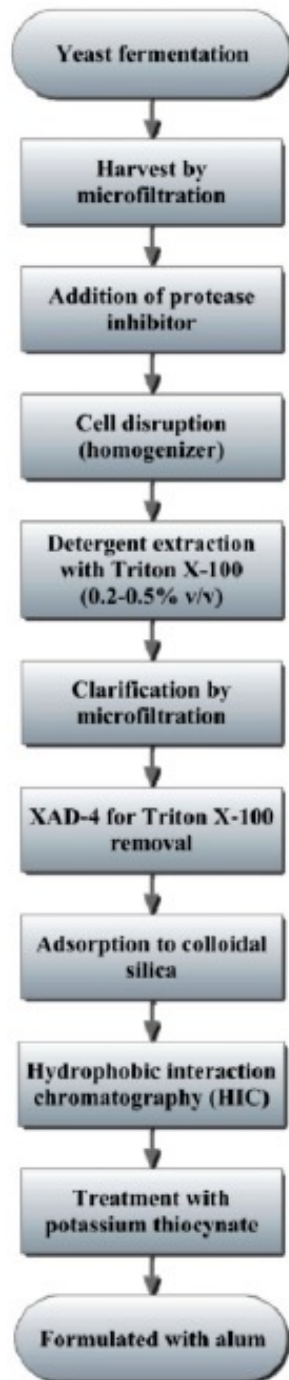 Yeast fermentation
Harvest by
microfiltration
Addition of protease
inhibitor
Cell disruption
(homogenizer)
Detergent extraction
with Triton X-100
(0.2-0.5% v/v)
Clarification by
microfiltration
XAD-4 for Triton X-100
removal
Adsorption to colloidal
silica
Hydrophobic interaction
chromatography (HIC)
Treatment with
potassium thiocynate
Formulated with alum